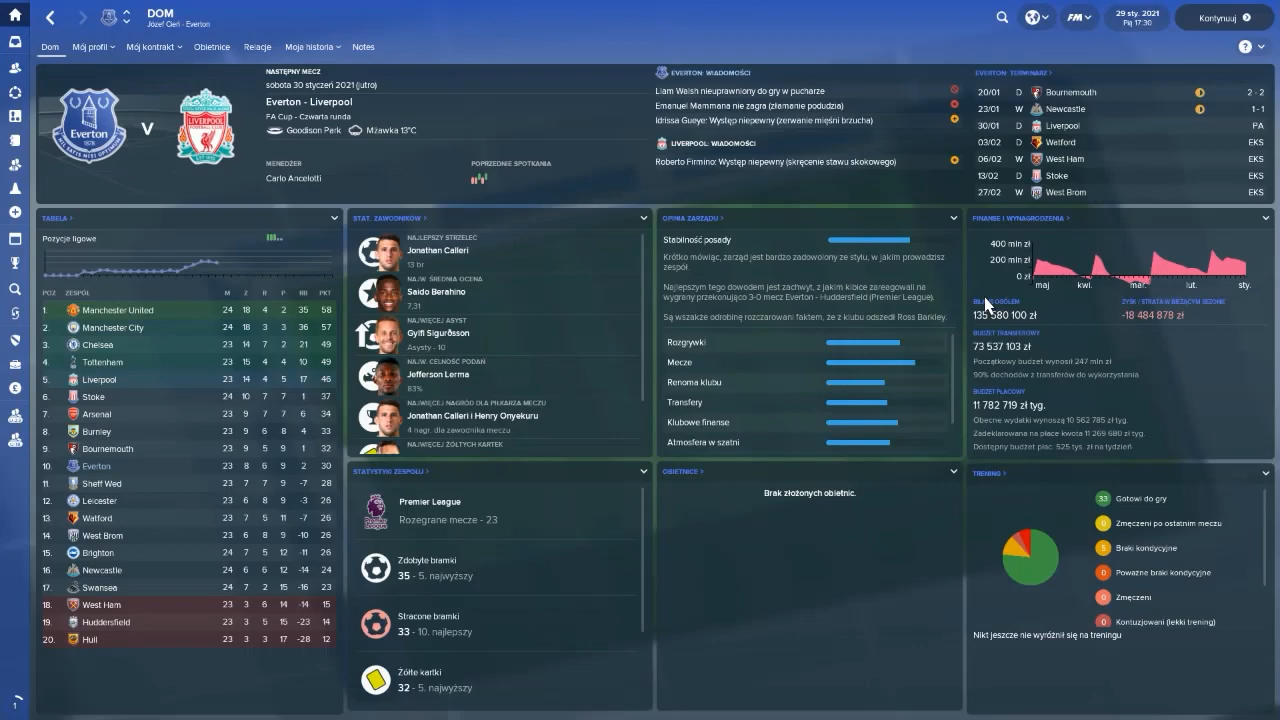 DOM
Józef Cień - Everton
29 sty. 2021
Pią 17:30
Kontynuuj
FM
Dom
Mój profil
Mój kontrakt
Obietnice
Relacje
Moja historia
Notes
?
Everton
1878
V
LIVERPOOL
NASTĘPNY MECZ
sobota 30 styczeń 2021 (jutro)
Everton - Liverpool
FA Cup - Czwarta runda
Goodison Park
Mżawka 13°C
MENEDŻER
Carlo Ancelotti
POPRZEDNIE SPOTKANIA
EVERTON: WIADOMOŚCI
Liam Walsh nieuprawniony do gry w pucharze
Emanuel Mammana nie zagra (złamanie podudzia)
Idrissa Gueye: Występ niepewny (zerwanie mięśni brzucha)
LIVERPOOL: WIADOMOŚCI
Roberto Firmino: Występ niepewny (skręcenie stawu skokowego)
EVERTON: TERMINARZ >
20/01 D Bournemouth 2 - 2
23/01 W Newcastle 1 - 1
30/01 D Liverpool PA
03/02 D Watford EKS
06/02 W West Ham EKS
13/02 D Stoke EKS
27/02 W West Brom EKS
TABELA >
Pozycje ligowe
POZ ZESPÓŁ M Z R P RB PKT
1. Manchester United 24 18 4 2 35 58
2. Manchester City 24 18 3 3 36 57
3. Chelsea 23 14 7 2 21 49
4. Tottenham 23 15 4 4 10 49
5. Liverpool 23 14 4 5 17 46
6. Stoke 24 10 7 7 1 37
7. Arsenal 23 9 7 7 6 34
8. Burnley 23 9 6 8 4 33
9. Bournemouth 23 9 5 9 1 32
10. Everton 23 8 6 9 2 30
11. Sheff Wed 23 7 7 9 -7 28
12. Leicester 23 6 8 9 -3 26
13. Watford 23 7 5 11 -7 26
14. West Brom 23 6 8 9 -10 26
15. Brighton 24 7 5 12 -11 26
16. Newcastle 24 6 6 12 -14 24
17. Swansea 24 7 2 15 -16 23
18. West Ham 23 3 6 14 -14 15
19. Huddersfield 23 3 5 15 -23 14
20. Hull 23 3 3 17 -28 12
STAT. ZAWODNIKÓW >
NAJLEPSZY STRZELEC
Jonathan Calleri
13 br
NAJW. ŚREDNIA OCENA
Saido Berahino
7,31
NAJWIĘCEJ ASYST
Gylfi Sigurðsson
Asysty - 10
NAJW. CELNOŚĆ PODAŃ
Jefferson Lerma
83%
NAJWIĘCEJ NAGRÓD DLA PIŁKARZA MECZU
Jonathan Calleri i Henry Onyekuru
4 nagr. dla zawodnika meczu
NAJWIĘCEJ ŻÓŁTYCH KARTEK
OPINIA ZARZĄDU >
Stabilność posady
Krótko mówiąc, zarząd jest bardzo zadowolony ze stylu, w jakim prowadzisz
zespół.
Najlepszym tego dowodem jest zachwyt, z jakim kibice zareagowali na
wygrany przekonująco 3-0 mecz Everton - Huddersfield (Premier League).
Są wszakże odrobinę rozczarowani faktem, że z klubu odszedł Ross Barkley.
Rozgrywki
Mecze
Renoma klubu
Transfery
Klubowe finanse
Atmosfera w szatni
FINANSE I WYNAGRODZENIA >
400 mln zł
200 mln zł
0 zł
maj kwi. mar. lut. sty.
OGÓŁEM
135 580 100 zł
ZYSK / STRATA W BIEŻĄCYM SEZONIE
-18 484 878 zł
BUDŻET TRANSFEROWY
73 537 103 zł
Początkowy budżet wynosił 247 mln zł
90% dochodów z transferów do wykorzystania
BUDŻET PŁACOWY
11 782 719 zł tyg.
Obecne wydatki wynoszą 10 562 785 zł/tyg.
Zadeklarowana na płace kwota 11 269 680 zł/tyg.
Dostępny budżet płac: 525 tys. zł na tydzień
STATYSTYKI ZESPOŁU >
Premier League
Rozegrane mecze - 23
Zdobyte bramki
35 - 5. najwyższy
Stracone bramki
33 - 10. najlepszy
Żółte kartki
32 - 5. najwyższy
OBIETNICE >
Brak złożonych obietnic.
TRENING >
33 Gotowi do gry
0 Zmęczeni po ostatnim meczu
5 Braki kondycyjne
0 Poważne braki kondycyjne
0 Zmęczeni
0 Kontuzjowani (lekki trening)
Nikt jeszcze nie wyróżnił się na treningu
1